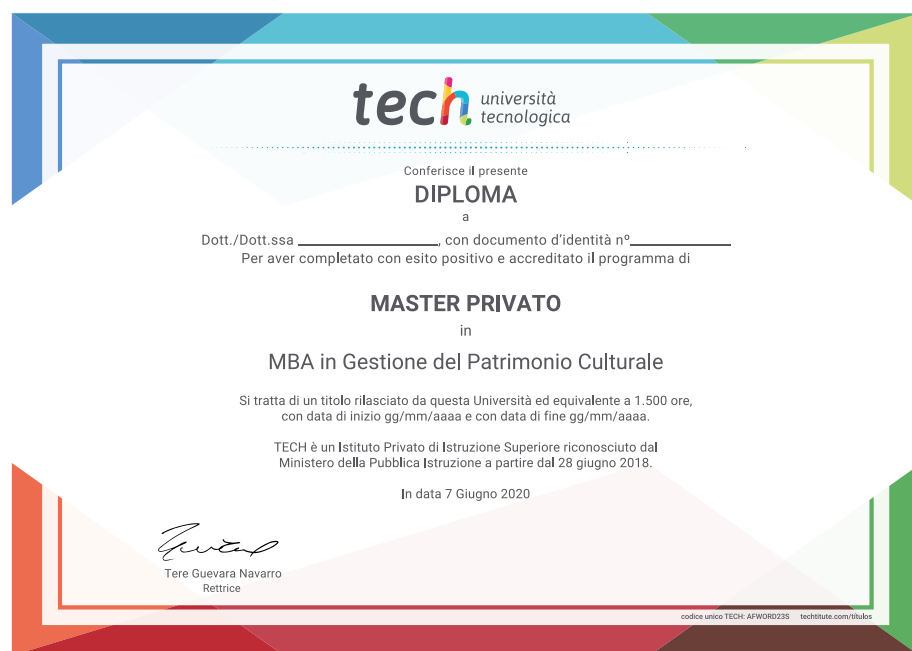 tech università
tecnologica
Conferisce il presente
DIPLOMA
a
Dott./Dott.ssa ____________________, con documento d'identità nº______________
Per aver completato con esito positivo e accreditato il programma di
MASTER PRIVATO
in
MBA in Gestione del Patrimonio Culturale
Si tratta di un titolo rilasciato da questa Università ed equivalente a 1.500 ore,
con data di inizio gg/mm/aaaa e con data di fine gg/mm/aaaa.
TECH è un Istituto Privato di Istruzione Superiore riconosciuto dal
Ministero della Pubblica Istruzione a partire dal 28 giugno 2018.
In data 7 Giugno 2020
Tere Guevara Navarro
Rettrice
codice unico TECH: AFWORD23S techtitute.com/títulos